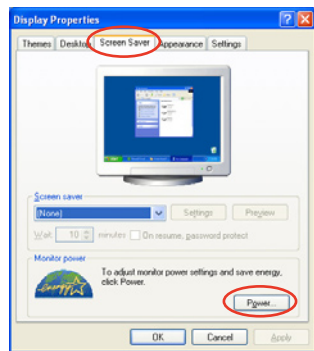 Display Properties
Themes Desktop Screen Saver Appearance Settings
Screen saver
(None) Settings Preview
Wait: 10 minutes On resume, password protect
Monitor power
To adjust monitor power settings and save energy,
click Power.
Power...
OK Cancel Apply